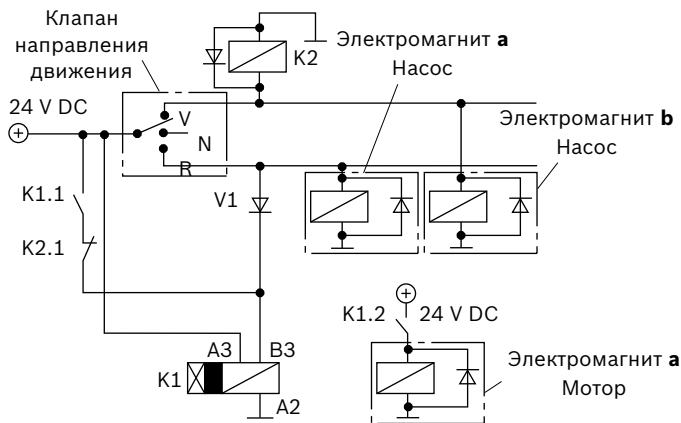 Клапан
направления
движения
K2
Электромагнит a
Насос
24 V DC
V
N
R
Электромагнит b
Насос
K1.1
V1
K2.1
K1.2
24 V DC
A3
B3
K1
A2
Электромагнит a
Мотор